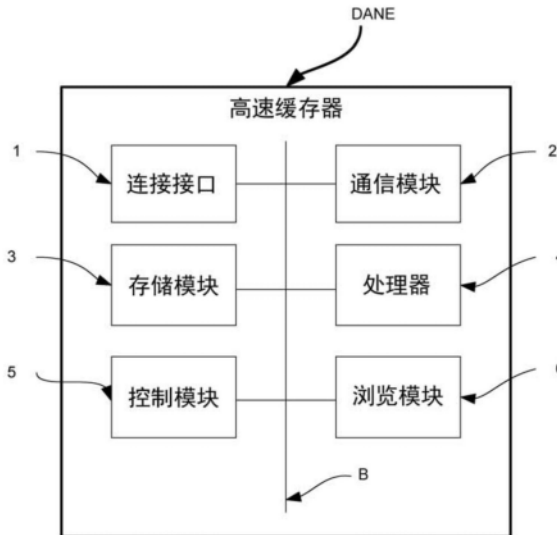 DANE
高速缓存器
1 连接接口 通信模块 2
3 存储模块 处理器
5 控制模块 浏览模块
B